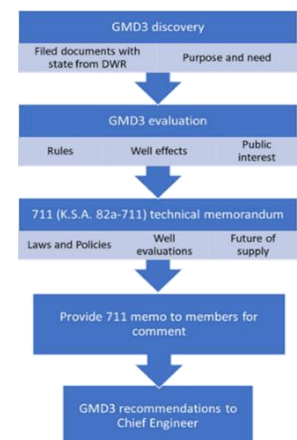 GMD3 discovery
Filed documents with
state from DWR
Purpose and need
GMD3 evaluation
Rules
Well effects
Public
interest
711 (K.S.A. 82a-711) technical memorandum
Laws and Policies
Well
evaluations
Future of
supply
Provide 711 memo to members for
comment
GMD3 recommendations to
Chief Engineer